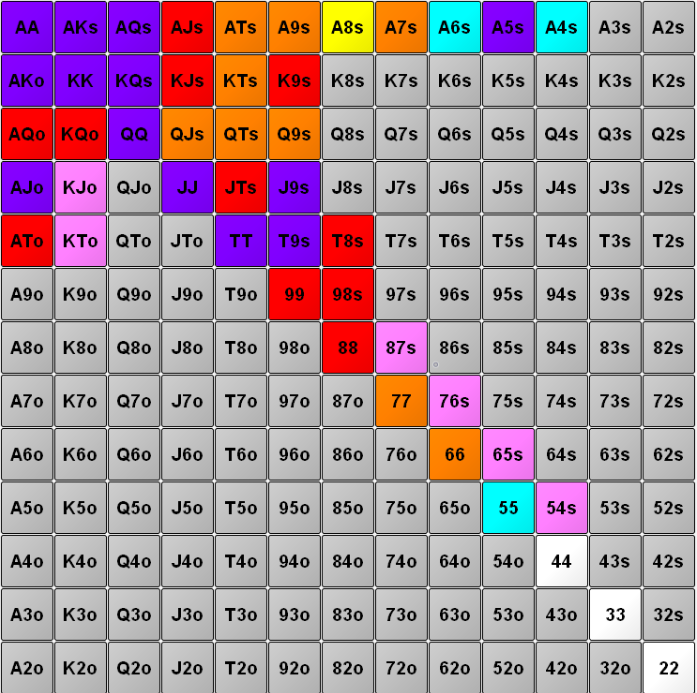 AA AKs AQs AJs ATs A9s A8s A7s A6s A5s A4s A3s A2s
AKo KK KQs KJs KTs K9s K8s K7s K6s K5s K4s K3s K2s
AQo KQo QQ QJs QTs Q9s Q8s Q7s Q6s Q5s Q4s Q3s Q2s
AJo KJo QJo JJ JTs J9s J8s J7s J6s J5s J4s J3s J2s
ATo KTo QTo JTo TT T9s T8s T7s T6s T5s T4s T3s T2s
A9o K9o Q9o J9o T9o 99 98s 97s 96s 95s 94s 93s 92s
A8o K8o Q8o J8o T8o 98o 88 87s 86s 85s 84s 83s 82s
A7o K7o Q7o J7o T7o 97o 87o 77 76s 75s 74s 73s 72s
A6o K6o Q6o J6o T6o 96o 86o 76o 66 65s 64s 63s 62s
A5o K5o Q5o J5o T5o 95o 85o 75o 65o 55 54s 53s 52s
A4o K4o Q4o J4o T4o 94o 84o 74o 64o 54o 44 43s 42s
A3o K3o Q3o J3o T3o 93o 83o 73o 63o 53o 43o 33 32s
A2o K2o Q2o J2o T2o 92o 82o 72o 62o 52o 42o 32o 22